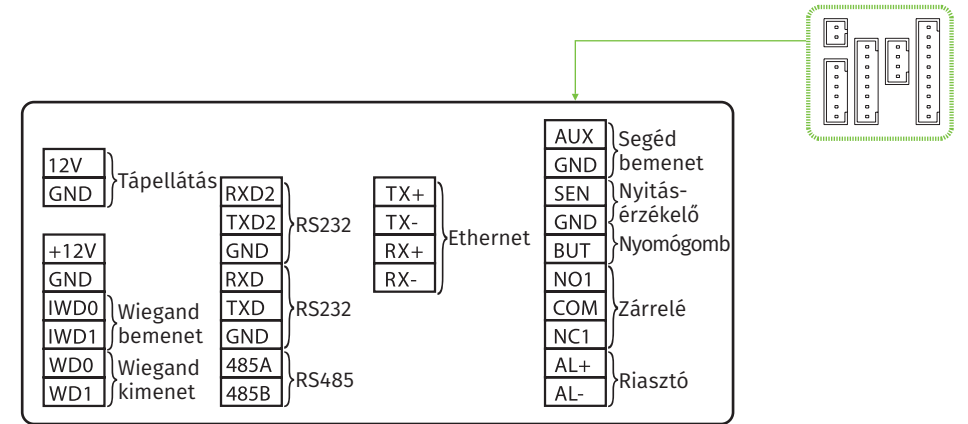 12V
GND
Tápellátás
+12V
GND
IWD0
IWD1
Wiegand
bemenet
WD0
WD1
Wiegand
kimenet
RXD2
TXD2
GND
RS232
RXD
TXD
GND
RS232
485A
485B
RS485
TX+
TX-
RX+
RX-
Ethernet
AUX
GND
Segéd
bemenet
SEN
GND
Nyitás-
érzékelő
BUT
Nyomógomb
NO1
COM
NC1
Zárrelé
AL+
AL-
Riasztó